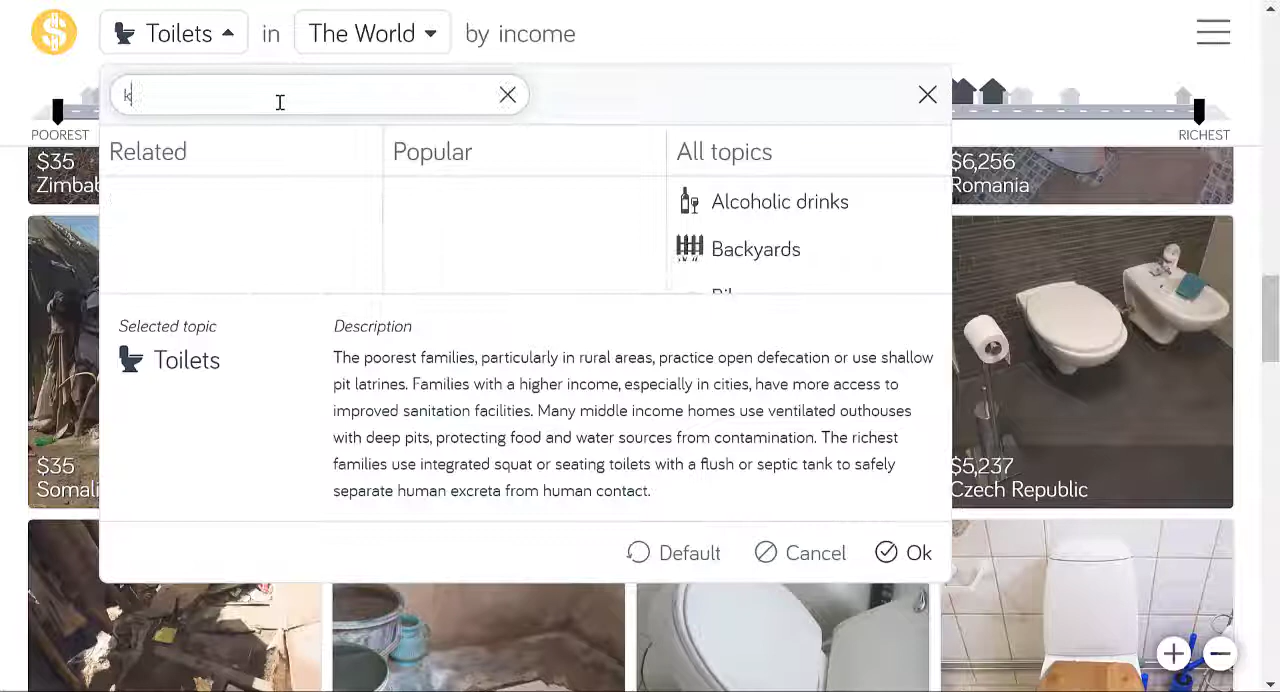 $ Toilets in The World by income
k
POOREST
RICHEST
Related
Popular
All topics
$35
Zimbab
$6,256
Romania
Alcoholic drinks
Backyards
Selected topic
Toilets
Description
The poorest families, particularly in rural areas, practice open defecation or use shallow
pit latrines. Families with a higher income, especially in cities, have more access to
improved sanitation facilities. Many middle income homes use ventilated outhouses
with deep pits, protecting food and water sources from contamination. The richest
families use integrated squat or seating toilets with a flush or septic tank to safely
separate human excreta from human contact.
$35
Somali
$5,237
Czech Republic
Default
Cancel
Ok